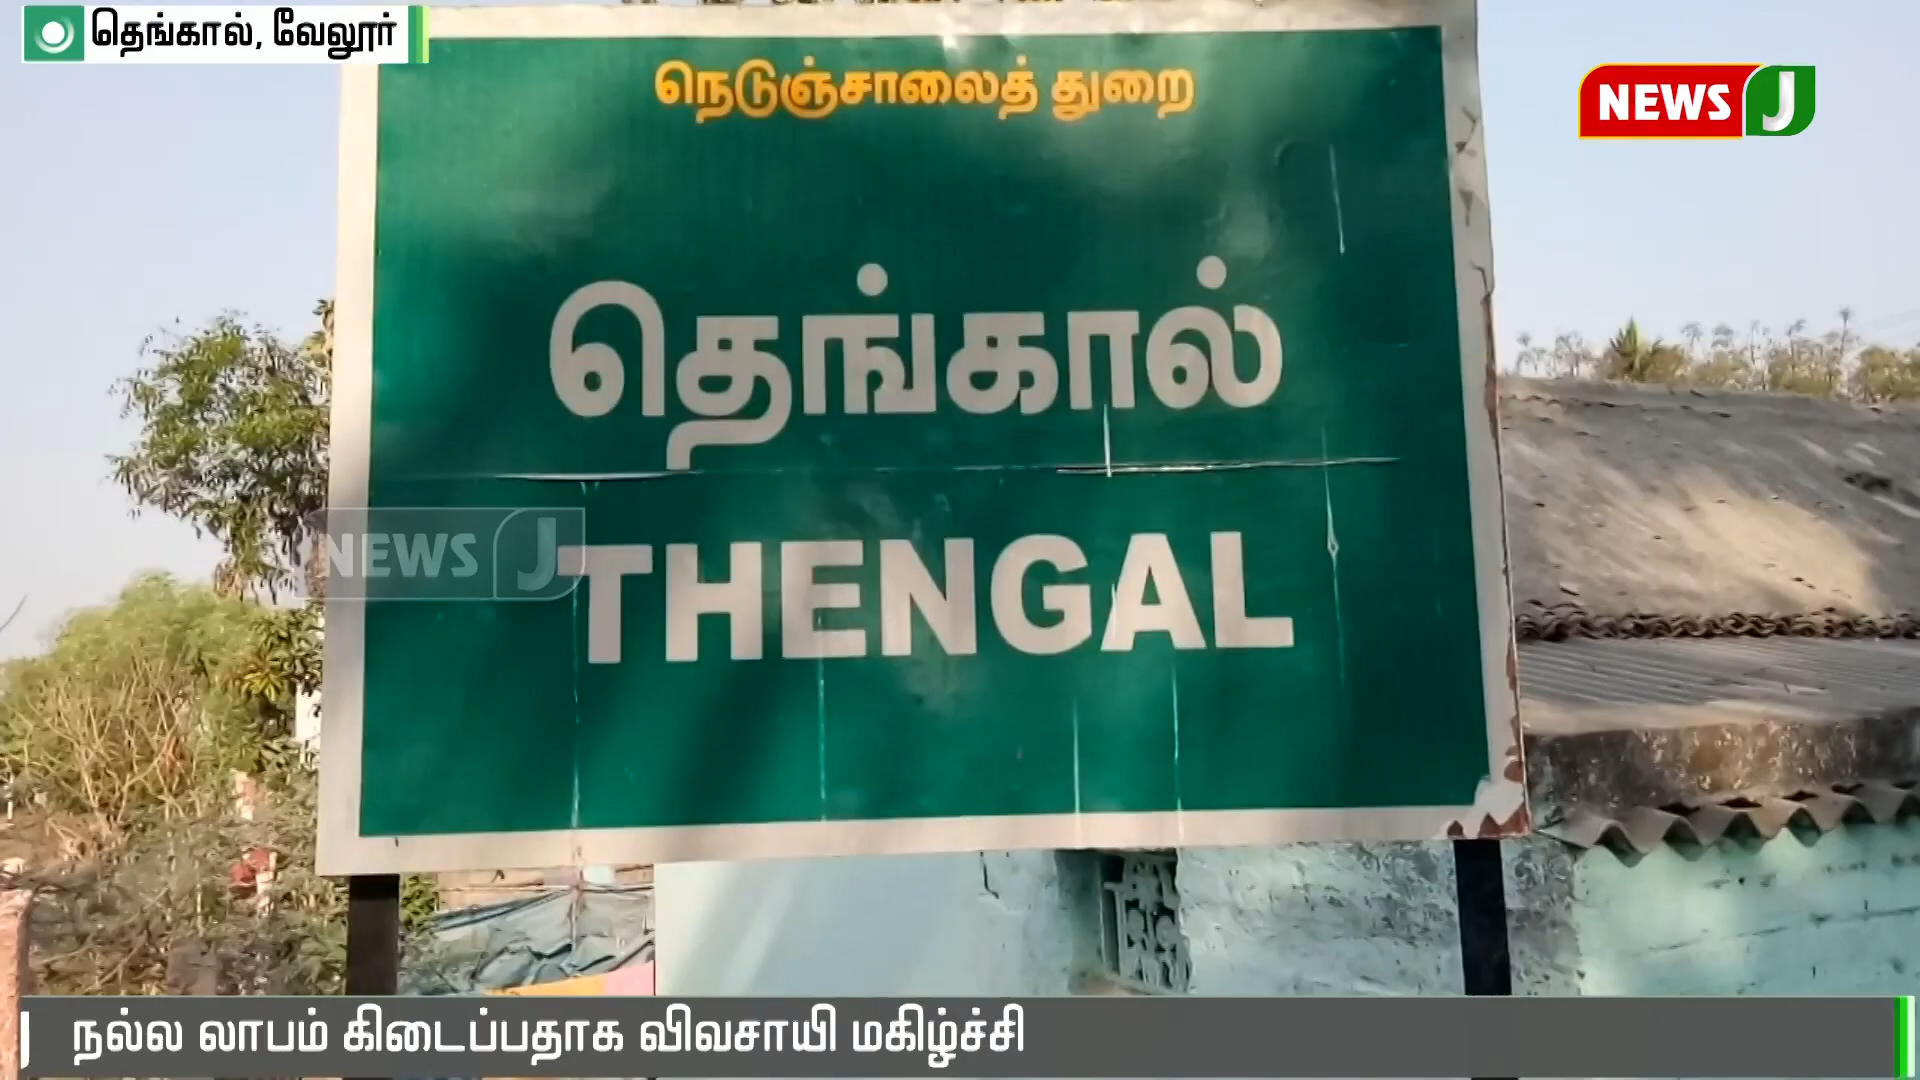 தெங்கால், வேலூர்
NEWS J
நெடுஞ்சாலைத் துறை
தெங்கால்
NEWS J
THENGAL
நல்ல லாபம் கிடைப்பதாக விவசாயி மகிழ்ச்சி